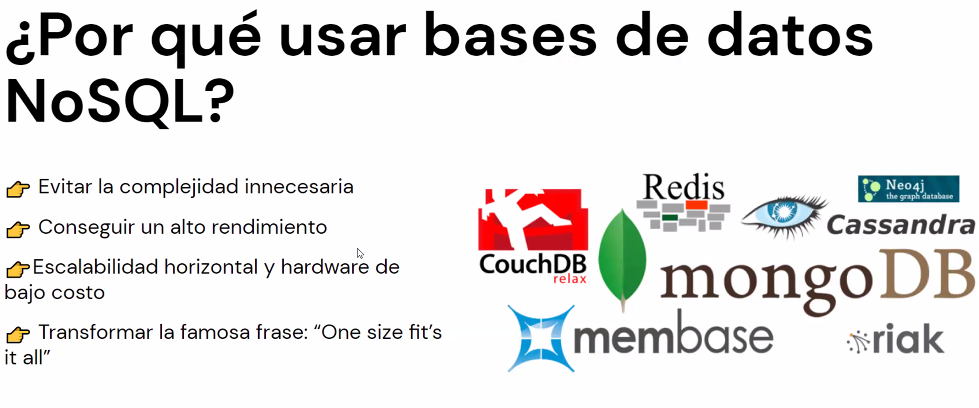 ¿Por qué usar bases de datos
NoSQL?
👉 Evitar la complejidad innecesaria
👉 Conseguir un alto rendimiento
👉Escalabilidad horizontal y hardware de
bajo costo
👉 Transformar la famosa frase: “One size fit’s
it all”
CouchDB
relax
Redis
Neo4j
the graph database
Cassandra
mongoDB
membase
riak